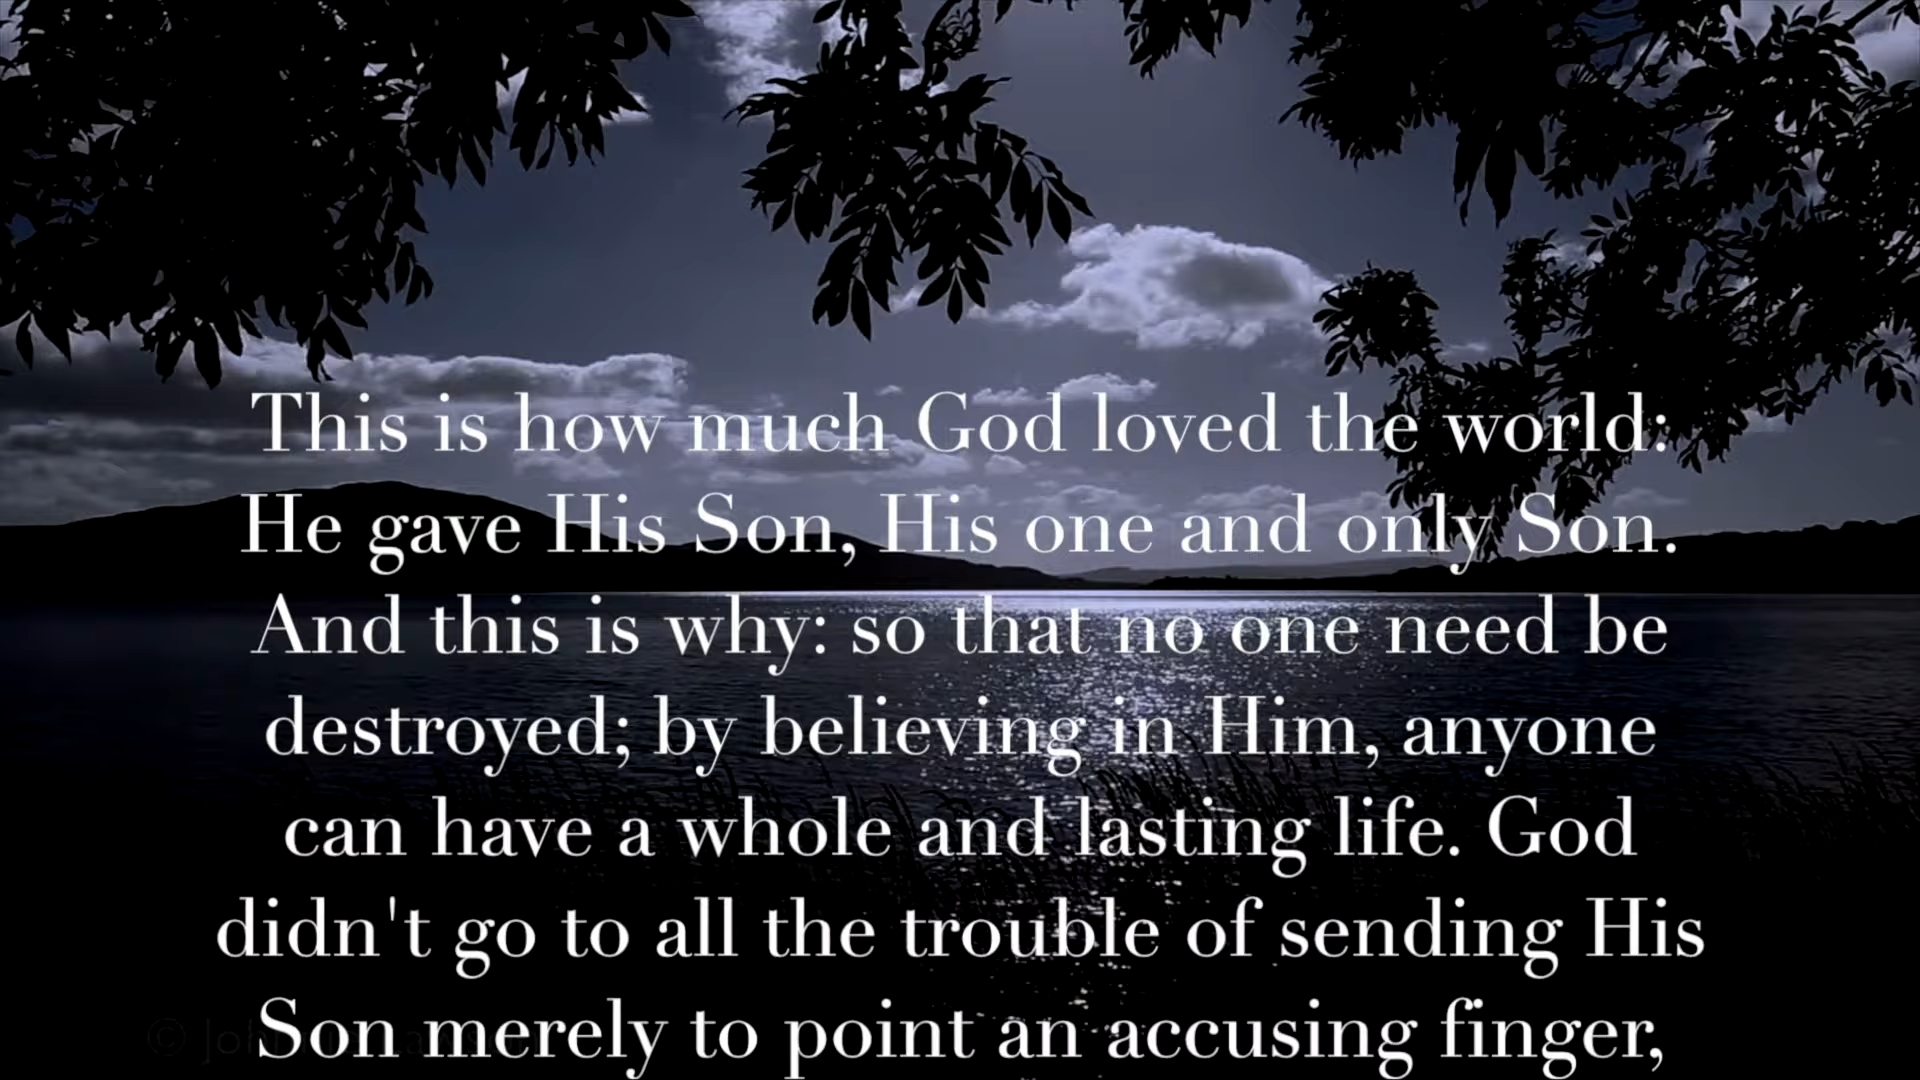 This is how much God loved the world:
He gave His Son, His one and only Son.
And this is why: so that no one need be
destroyed; by believing in Him, anyone
can have a whole and lasting life. God
didn't go to all the trouble of sending His
Son merely to point an accusing finger,